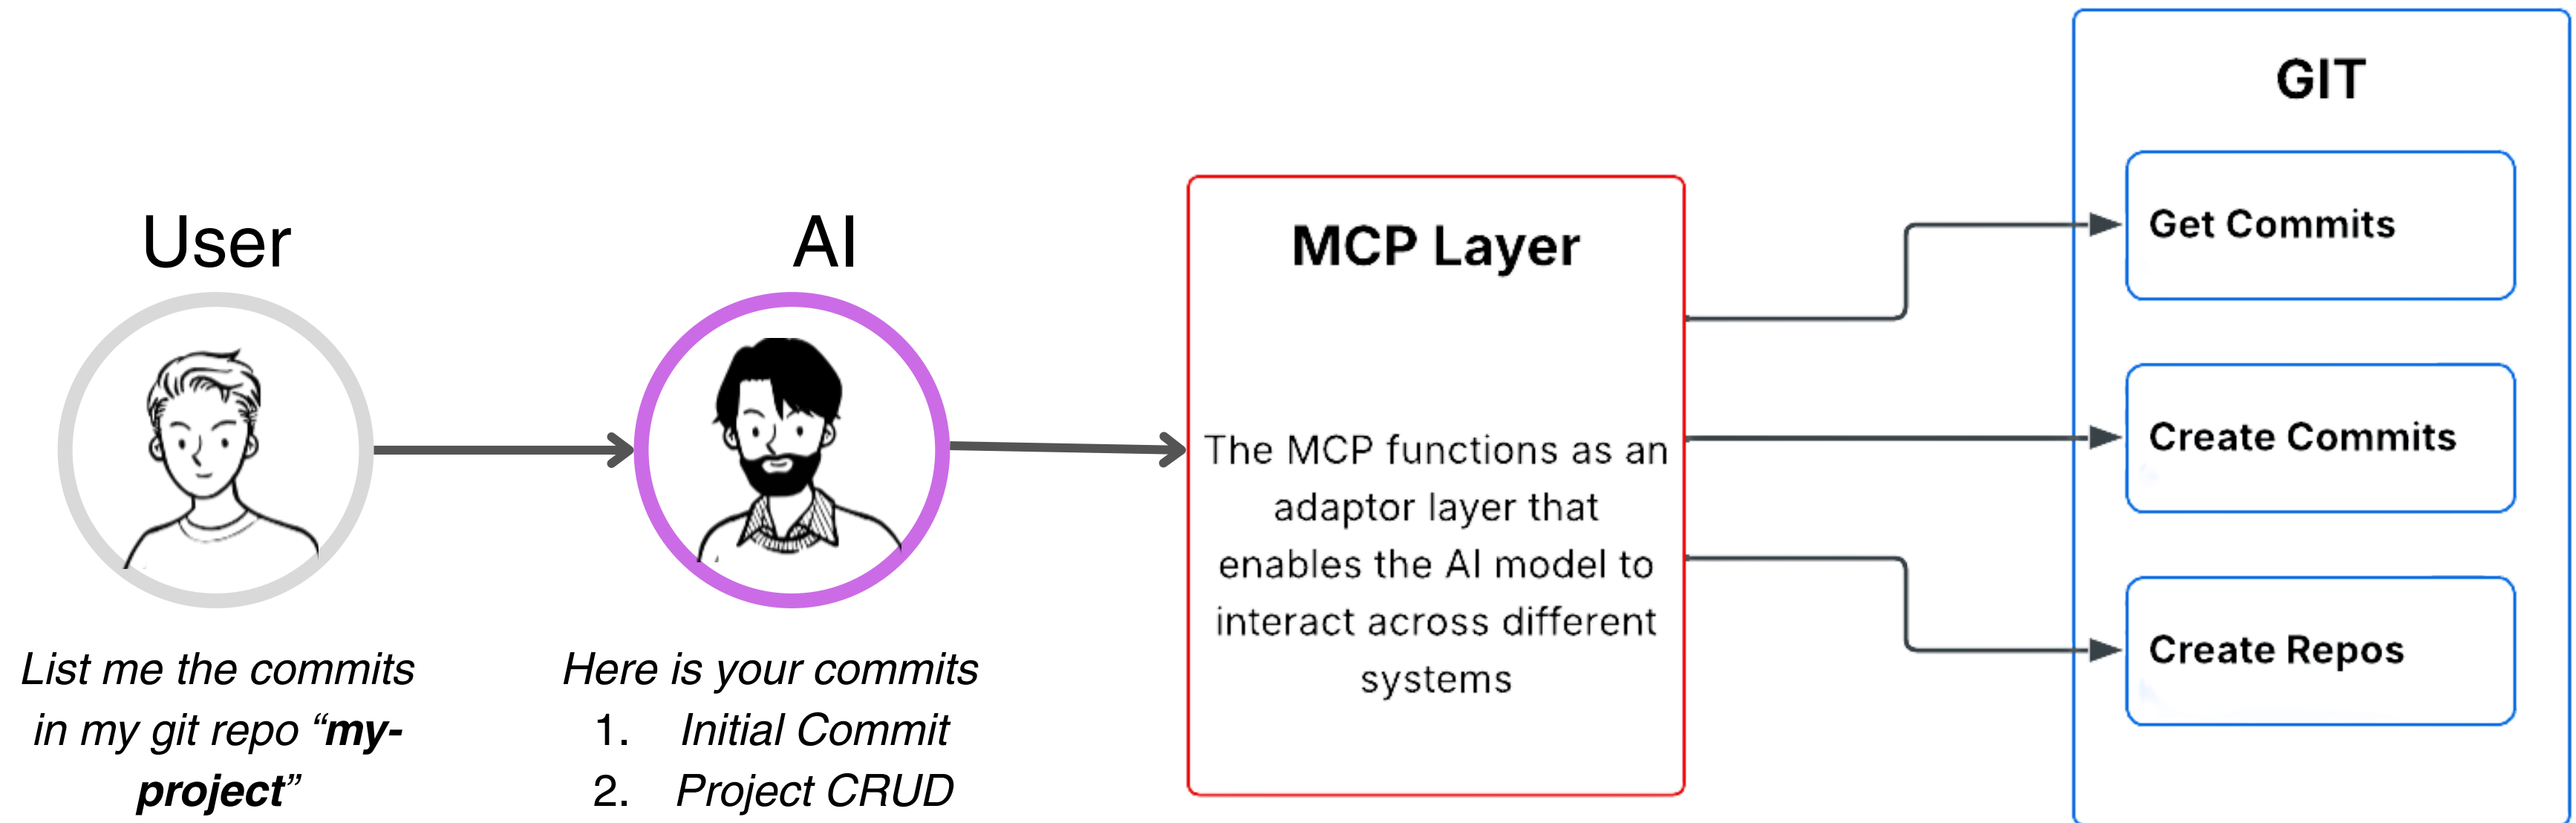 User
List me the commits
in my git repo “my-
project”
AI
Here is your commits
1. Initial Commit
2. Project CRUD
MCP Layer
The MCP functions as an
adaptor layer that
enables the AI model to
interact across different
systems
GIT
Get Commits
Create Commits
Create Repos